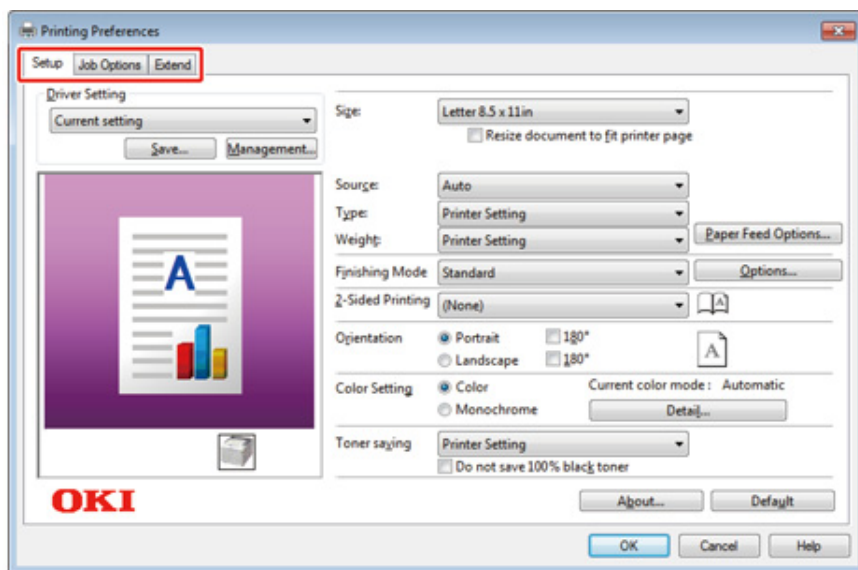 Printing Preferences
Setup Job Options Extend
Driver Setting
Current setting
Save... Management...
A
OKI
Size: Letter 8.5 x 11in
Resize document to fit printer page
Source: Auto
Type: Printer Setting
Weight: Printer Setting Paper Feed Options...
Finishing Mode Standard Options...
2-Sided Printing (None) A
Orientation Portrait 180°
Landscape 180° A
Color Setting Color Current color mode : Automatic
Monochrome Detail...
Toner saving Printer Setting
Do not save 100% black toner
About... Default
OK Cancel Help